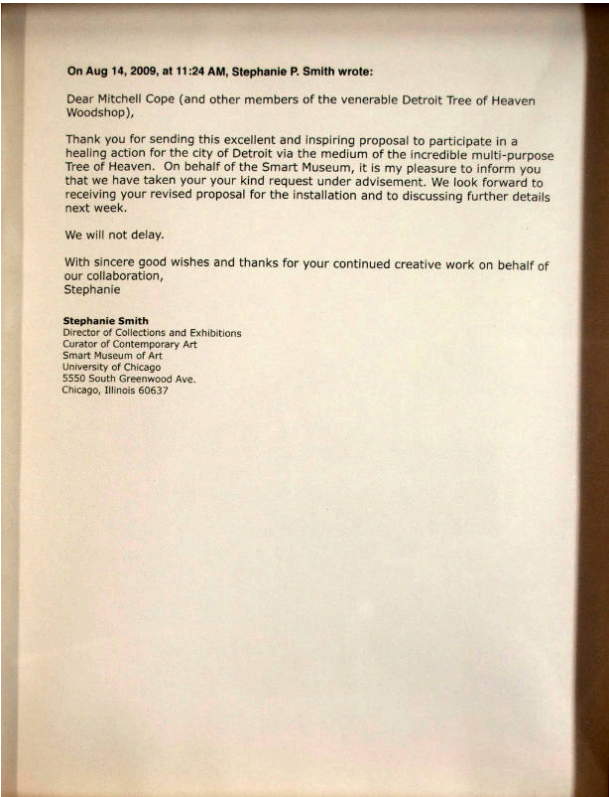 On Aug 14, 2009, at 11:24 AM, Stephanie P. Smith wrote:
Dear Mitchell Cope (and other members of the venerable Detroit Tree of Heaven
Woodshop),
Thank you for sending this excellent and inspiring proposal to participate in a
healing action for the city of Detroit via the medium of the incredible multi-purpose
Tree of Heaven. On behalf of the Smart Museum, it is my pleasure to inform you
that we have taken your your kind request under advisement. We look forward to
receiving your revised proposal for the installation and to discussing further details
next week.
We will not delay.
With sincere good wishes and thanks for your continued creative work on behalf of
our collaboration,
Stephanie
Stephanie Smith
Director of Collections and Exhibitions
Curator of Contemporary Art
Smart Museum of Art
University of Chicago
5550 South Greenwood Ave.
Chicago, Illinois 60637